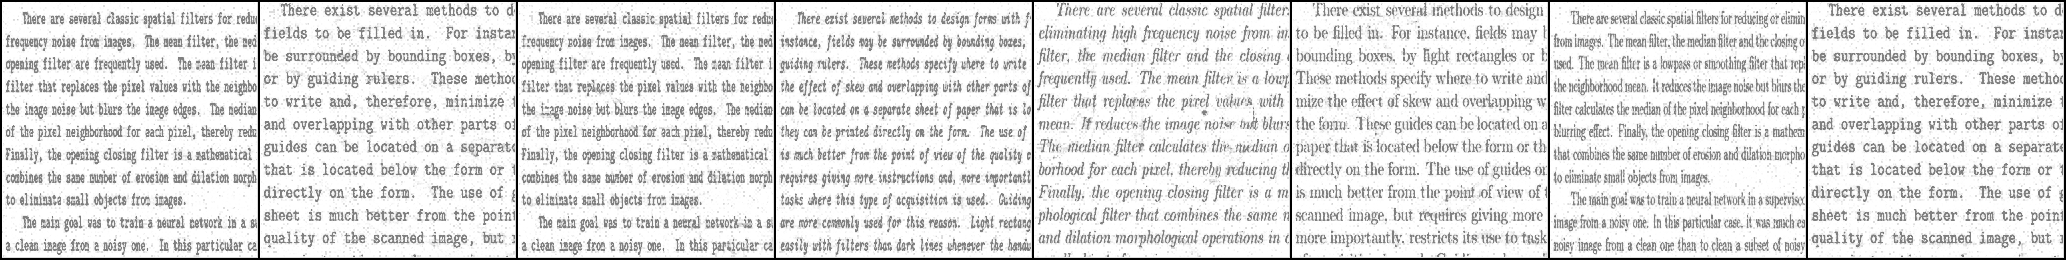 There are several classic spatial filters for redu
frequency noise from images. The mean filter, the med
opening filter are frequently used. The mean filter i
filter that replaces the pixel values with the neighbo
the image noise but blurs the image edges. The median
of the pixel neighborhood for each pixel, thereby redu
Finally, the opening closing filter is a mathematical
combines the same number of erosion and dilation morph
to eliminate small objects from images.
The main goal was to train a neural network in a s
a clean image from a noisy one. In this particular ca
There exist several methods to d
fields to be filled in. For instan
be surrounded by bounding boxes, by
or by guiding rulers. These method
to write and, therefore, minimize
and overlapping with other parts of
guides can be located on a separate
that is located below the form or
directly on the form. The use of g
sheet is much better from the point
quality of the scanned image, but
There are several classic spatial filters for redu
frequency noise from images. The mean filter, the med
opening filter are frequently used. The mean filter i
filter that replaces the pixel values with the neighbo
the image noise but blurs the image edges. The median
of the pixel neighborhood for each pixel, thereby redu
Finally, the opening closing filter is a mathematical
combines the same number of erosion and dilation morph
to eliminate small objects from images.
The main goal was to train a neural network in a s
a clean image from a noisy one. In this particular ca
There exist several methods to design forms with f
instance, fields may be surrounded by bounding boxes,
guiding rulers. These methods specify where to write
the effect of skew and overlapping with other parts of
can be located on a separate sheet of paper that is lo
they can be printed directly on the form. The use of
is much better from the point of view of the quality o
requires giving more instructions and, more importantl
tasks where this type of acquisition is used. Guiding
are more commonly used for this reason. Light rectang
easily with filters than dark lines whenever the handw
There are several classic spatial filter
eliminating high frequency noise from im
filter, the median filter and the closing
frequently used. The mean filter is a lowp
filter that replaces the pixel values with
mean. It reduces the image noise but blurs
The median filter calculates the median o
borhood for each pixel, thereby reducing th
Finally, the opening closing filter is a m
phological filter that combines the same n
and dilation morphological operations in o
There exist several methods to design
to be filled in. For instance, fields may b
bounding boxes, by light rectangles or b
These methods specify where to write and
mize the effect of skew and overlapping w
the form. These guides can be located on a
paper that is located below the form or th
directly on the form. The use of guides on
is much better from the point of view of t
scanned image, but requires giving more
more importantly, restricts its use to task
There are several classic spatial filters for reducing or elimin
from images. The mean filter, the median filter and the closing o
used. The mean filter is a lowpass or smoothing filter that repl
the neighborhood mean. It reduces the image noise but blurs the
filter calculates the median of the pixel neighborhood for each p
blurring effect. Finally, the opening closing filter is a mathem
that combines the same number of erosion and dilation morpho
to eliminate small objects from images.
The main goal was to train a neural network in a supervised
image from a noisy one. In this particular case, it was much ea
noisy image from a clean one than to clean a subset of noisy
There exist several methods to d
fields to be filled in. For instan
be surrounded by bounding boxes, by
or by guiding rulers. These method
to write and, therefore, minimize
and overlapping with other parts of
guides can be located on a separate
that is located below the form or
directly on the form. The use of g
sheet is much better from the point
quality of the scanned image, but